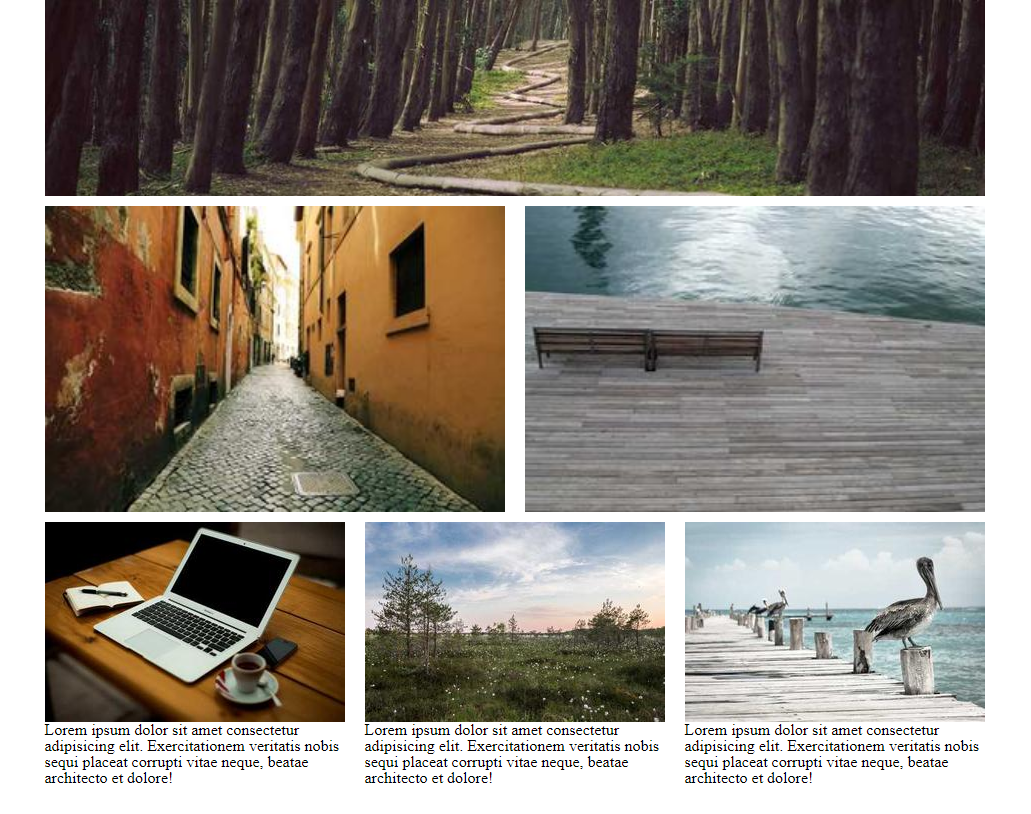 Lorem ipsum dolor sit amet consectetur
adipisicing elit. Exercitationem veritatis nobis
sequi placeat corrupti vitae neque, beatae
architecto et dolore!
Lorem ipsum dolor sit amet consectetur
adipisicing elit. Exercitationem veritatis nobis
sequi placeat corrupti vitae neque, beatae
architecto et dolore!
Lorem ipsum dolor sit amet consectetur
adipisicing elit. Exercitationem veritatis nobis
sequi placeat corrupti vitae neque, beatae
architecto et dolore!